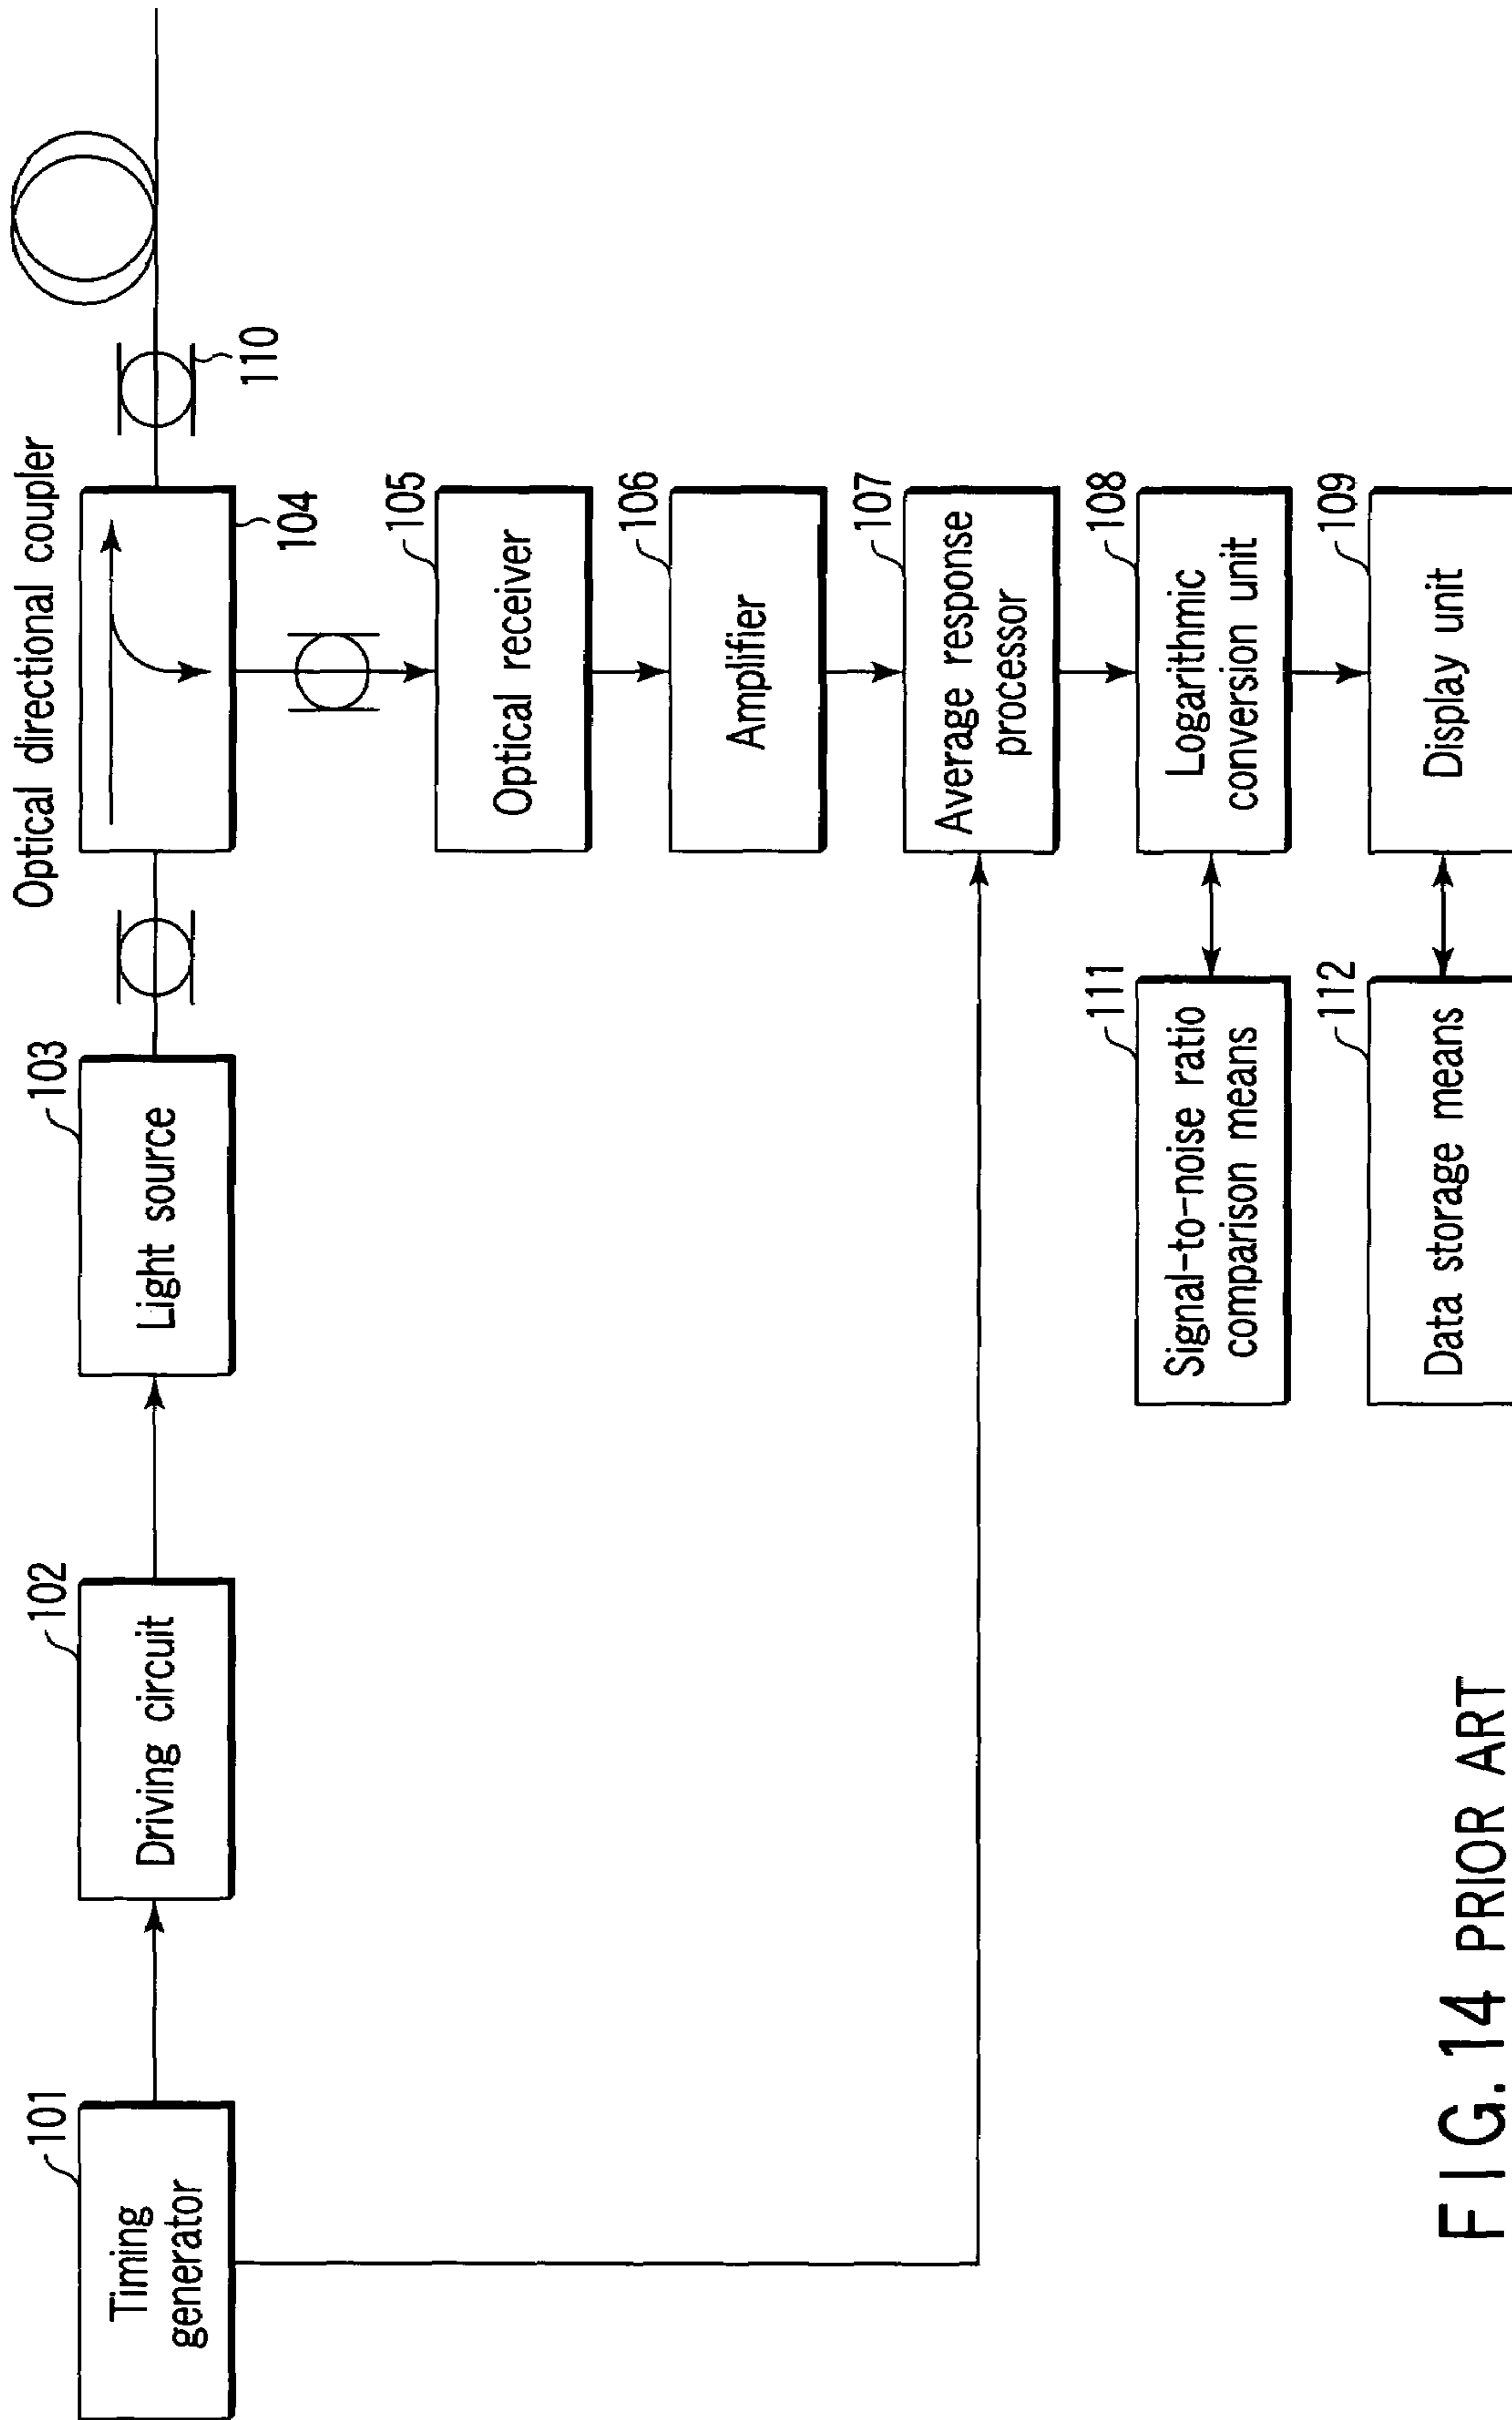 Optical directional coupler
101
102
103
Timing
generator
Driving circuit
Light source
104
110
105
Optical receiver
106
Amplifier
107
Average response
processor
111
108
Signal-to-noise ratio
comparison means
Logarithmic
conversion unit
112
109
Data storage means
Display unit
FIG. 14 PRIOR ART